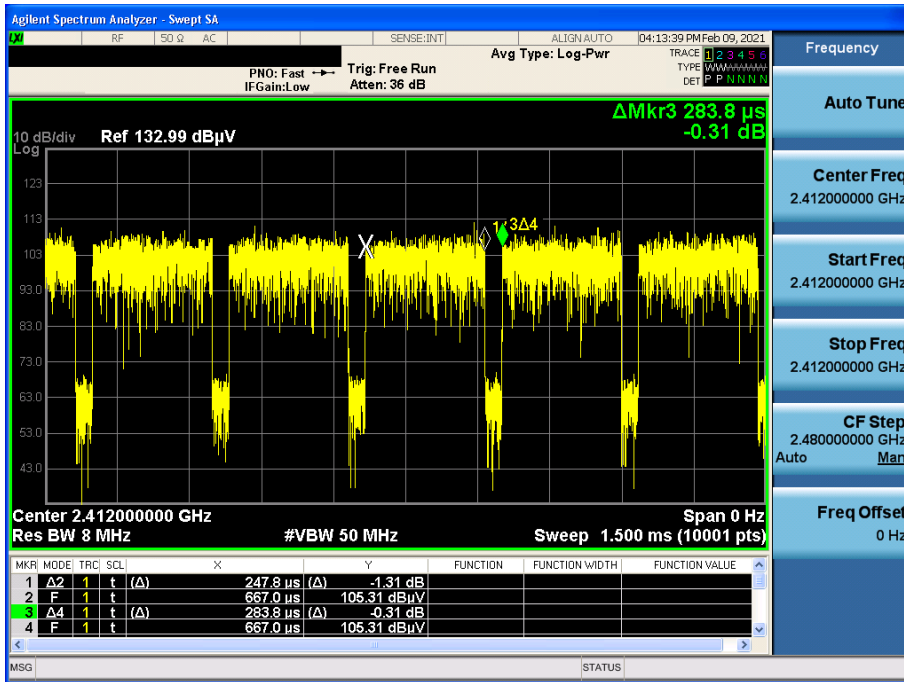 Agilent Spectrum Analyzer - Swept SA
LXI RF 50 Ω AC SENSE:INT ALIGN AUTO 04:13:39 PM Feb 09, 2021
Avg Type: Log-Pwr
TRACE 1 2 3 4 5 6
TYPE WWWWWW
DET P P N N N N
PNO: Fast
IFGain:Low
Trig: Free Run
Atten: 36 dB
ΔMkr3 283.8 µs
-0.31 dB
10 dB/div Ref 132.99 dBµV
Log
123
113
103
93.0
83.0
73.0
63.0
53.0
43.0
3Δ4
Center 2.412000000 GHz Span 0 Hz
Res BW 8 MHz #VBW 50 MHz Sweep 1.500 ms (10001 pts)
MKR MODE TRC SCL X Y FUNCTION FUNCTION WIDTH FUNCTION VALUE
1 Δ2 1 t (Δ) 247.8 µs (Δ) -1.31 dB
2 F 1 t 667.0 µs 105.31 dBµV
3 Δ4 1 t (Δ) 283.8 µs (Δ) -0.31 dB
4 F 1 t 667.0 µs 105.31 dBµV
MSG STATUS
Frequency
Auto Tune
Center Freq
2.412000000 GHz
Start Freq
2.412000000 GHz
Stop Freq
2.412000000 GHz
CF Step
2.480000000 GHz
Auto Man
Freq Offset
0 Hz